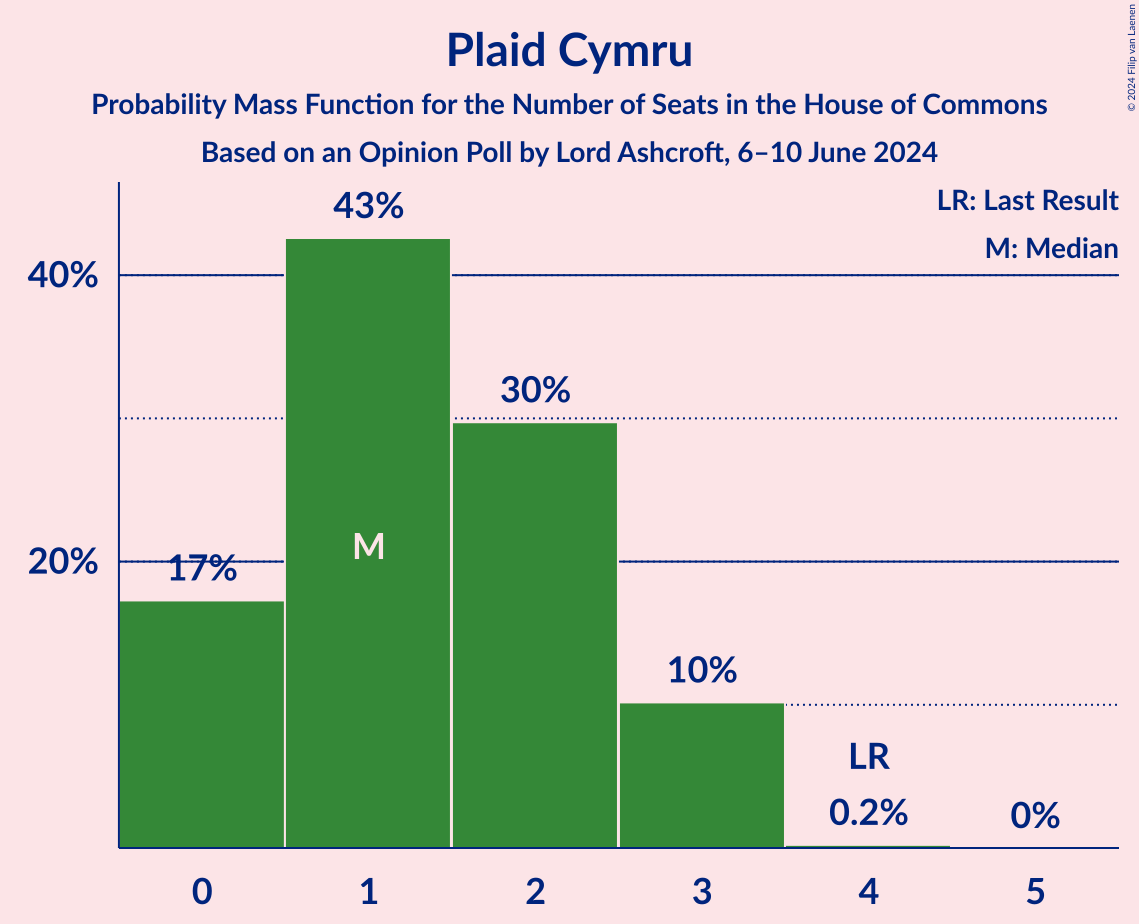 Plaid Cymru
Probability Mass Function for the Number of Seats in the House of Commons
Based on an Opinion Poll by Lord Ashcroft, 6–10 June 2024
© 2024 Filip van Laenen
LR: Last Result
M: Median
43%
40%
30%
M
20%
17%
10%
LR
0.2%
0%
0 1 2 3 4 5